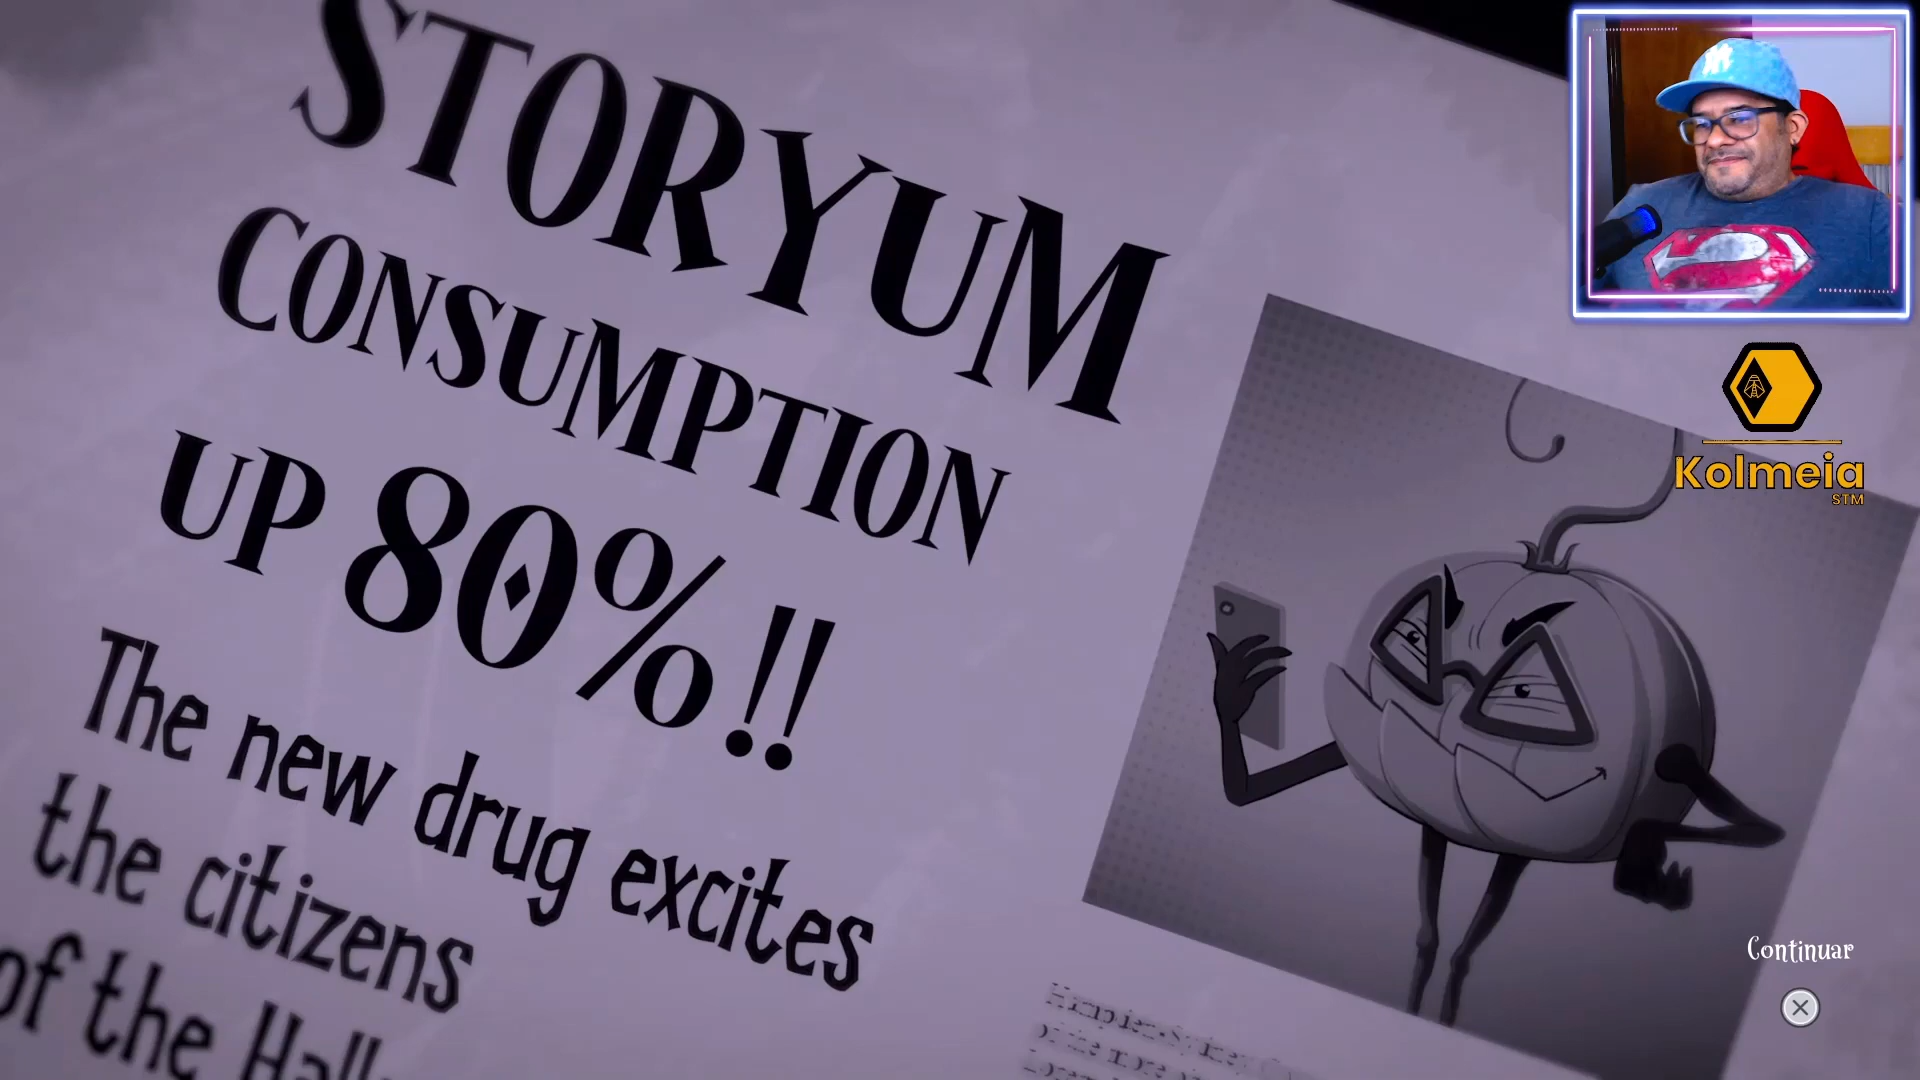 STORYUM
CONSUMPTION
UP 80%!!
The new drug excites
the citizens
of the
Kolmeia
STM
Continuar